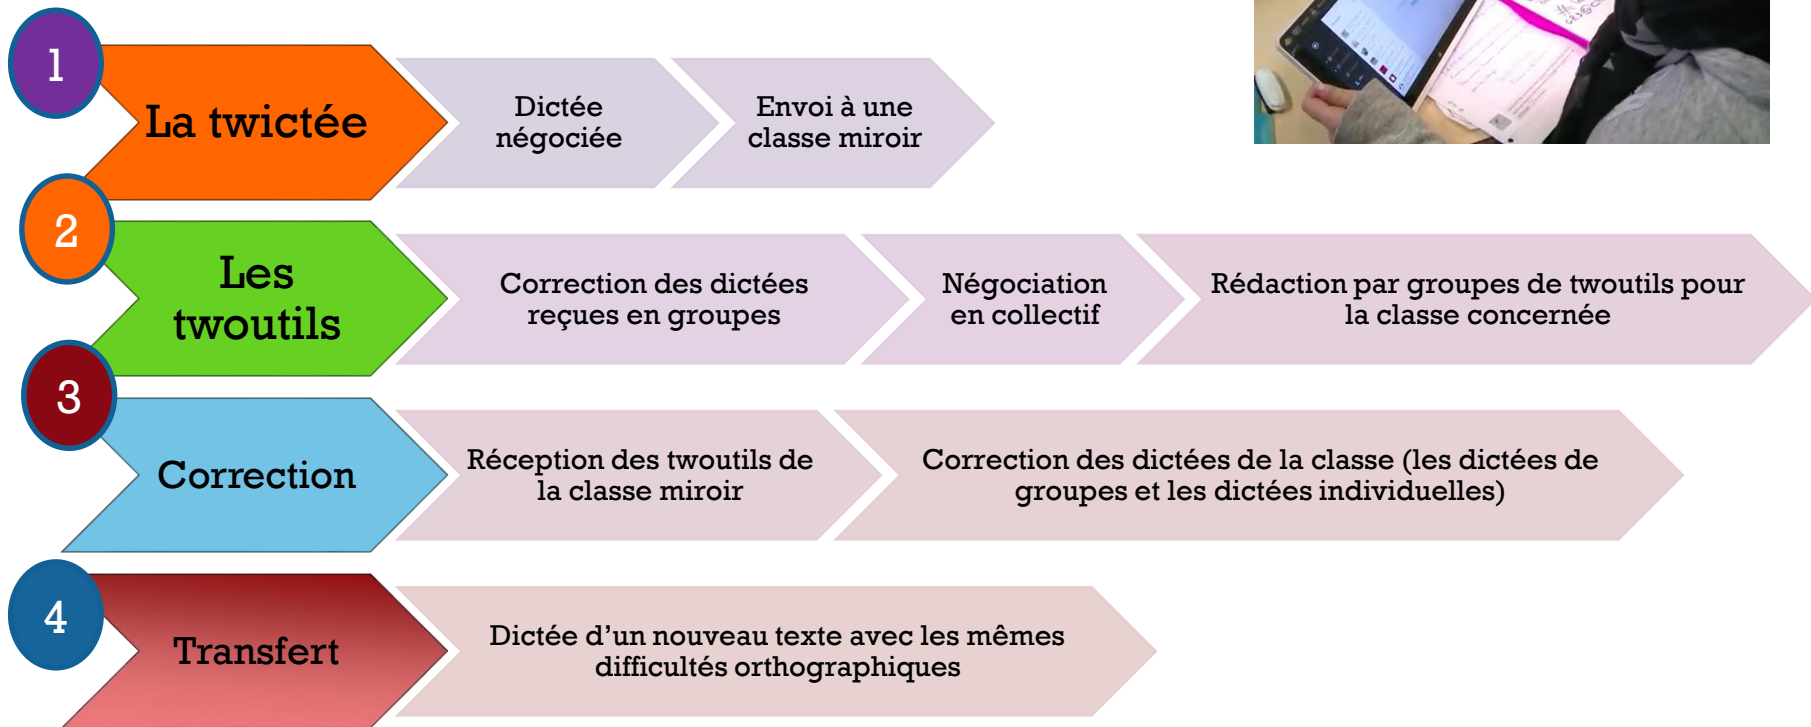 1
La twictée
Dictée
négociée
Envoi à une
classe miroir
2
Les
twoutils
Correction des dictées
reçues en groupes
Négociation
en collectif
Rédaction par groupes de twoutils pour
la classe concernée
3
Correction
Réception des twoutils de
la classe miroir
Correction des dictées de la classe (les dictées de
groupes et les dictées individuelles)
4
Transfert
Dictée d’un nouveau texte avec les mêmes
difficultés orthographiques